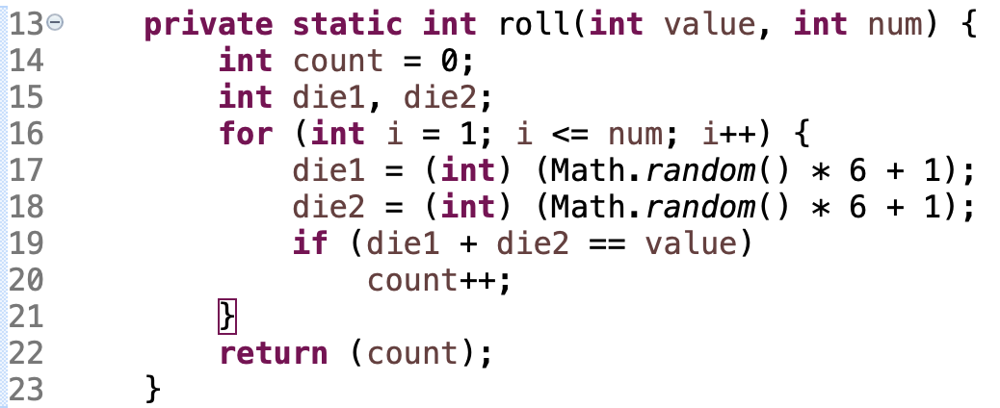 13 private static int roll(int value, int num) {
14 int count = 0;
15 int die1, die2;
16 for (int i = 1; i <= num; i++) {
17 die1 = (int) (Math.random() * 6 + 1);
18 die2 = (int) (Math.random() * 6 + 1);
19 if (die1 + die2 == value)
20 count++;
21 }
22 return (count);
23 }